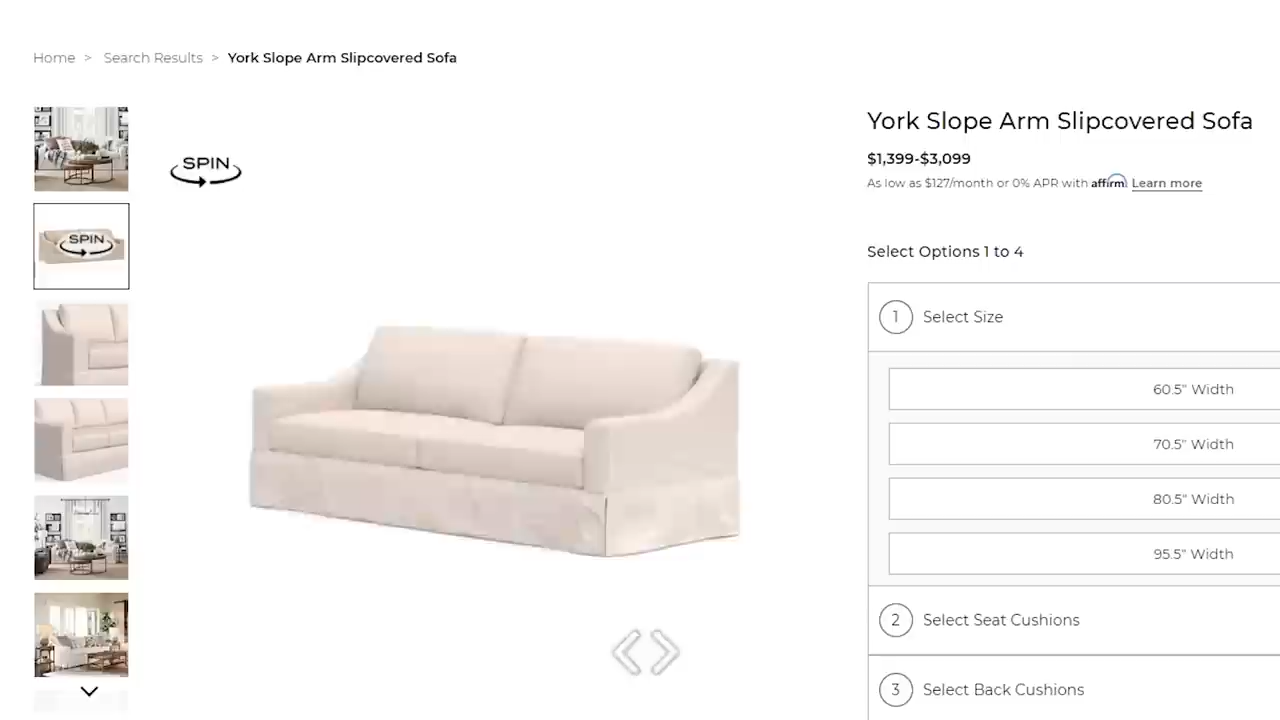 Home > Search Results > York Slope Arm Slipcovered Sofa
SPIN
SPIN
York Slope Arm Slipcovered Sofa
$1,399-$3,099
As low as $127/month or 0% APR with affirm. Learn more
Select Options 1 to 4
1 Select Size
60.5" Width
70.5" Width
80.5" Width
95.5" Width
2 Select Seat Cushions
3 Select Back Cushions